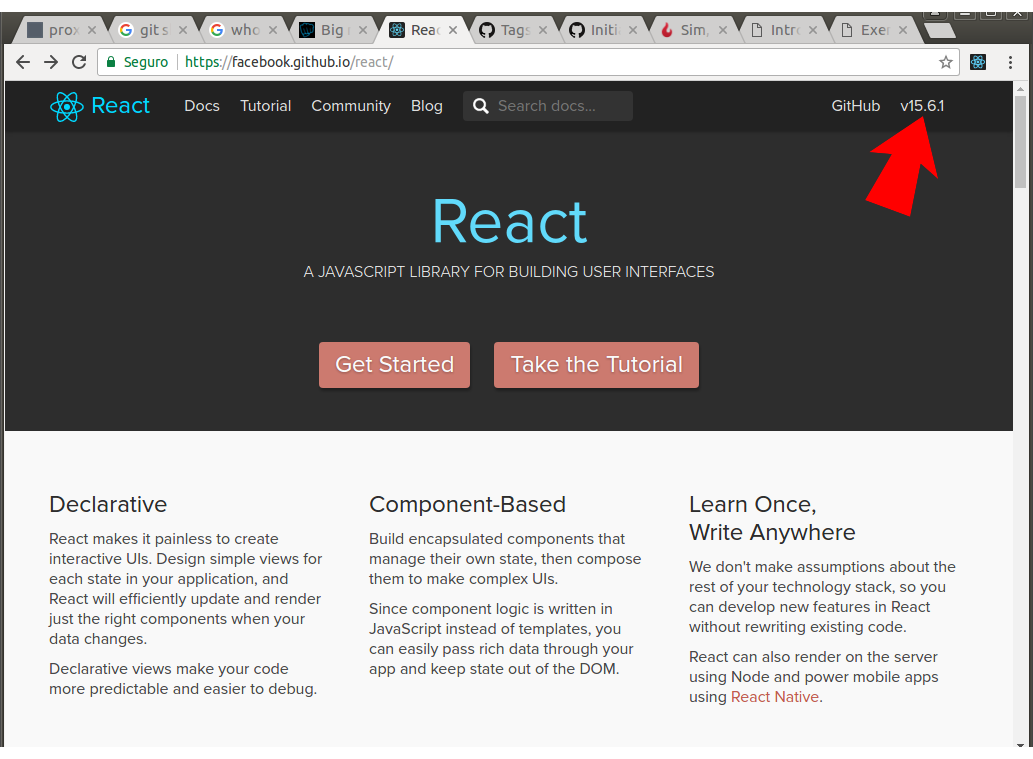 prox
git s
who
Big
Reac
Tags
Initi
Sim,
Intro
Exer
Seguro https://facebook.github.io/react/
React Docs Tutorial Community Blog Search docs... GitHub v15.6.1
React
A JAVASCRIPT LIBRARY FOR BUILDING USER INTERFACES
Get Started Take the Tutorial
Declarative
React makes it painless to create
interactive UIs. Design simple views for
each state in your application, and
React will efficiently update and render
just the right components when your
data changes.
Declarative views make your code
more predictable and easier to debug.
Component-Based
Build encapsulated components that
manage their own state, then compose
them to make complex UIs.
Since component logic is written in
JavaScript instead of templates, you
can easily pass rich data through your
app and keep state out of the DOM.
Learn Once,
Write Anywhere
We don't make assumptions about the
rest of your technology stack, so you
can develop new features in React
without rewriting existing code.
React can also render on the server
using Node and power mobile apps
using React Native.